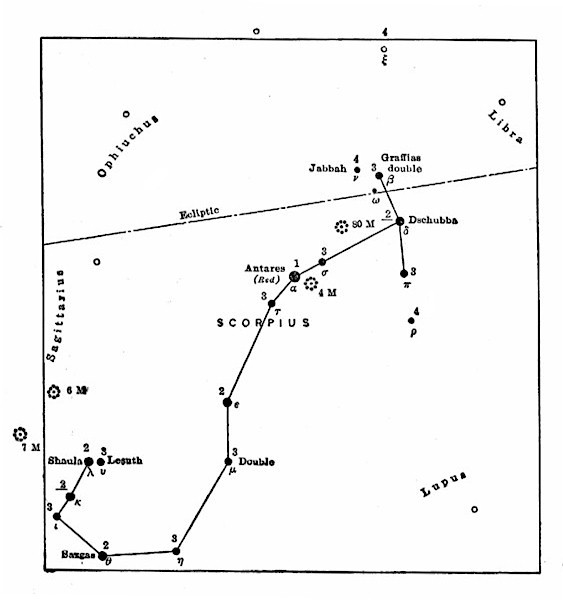 4
ξ
Ophiuchus
Libra
4
Jabbah
ν
3
Graffias
double
β
ω
Ecliptic
80 M
2
Dschubba
δ
1
3
σ
Antares
(Red)
α
4 M
3
π
3
τ
4
ρ
SCORPIUS
Sagittarius
6 M
2
ε
7 M
2
3
Shaula
Lesuth
λ
υ
3
Double
μ
2
κ
3
ι
Lupus
2
3
θ
η